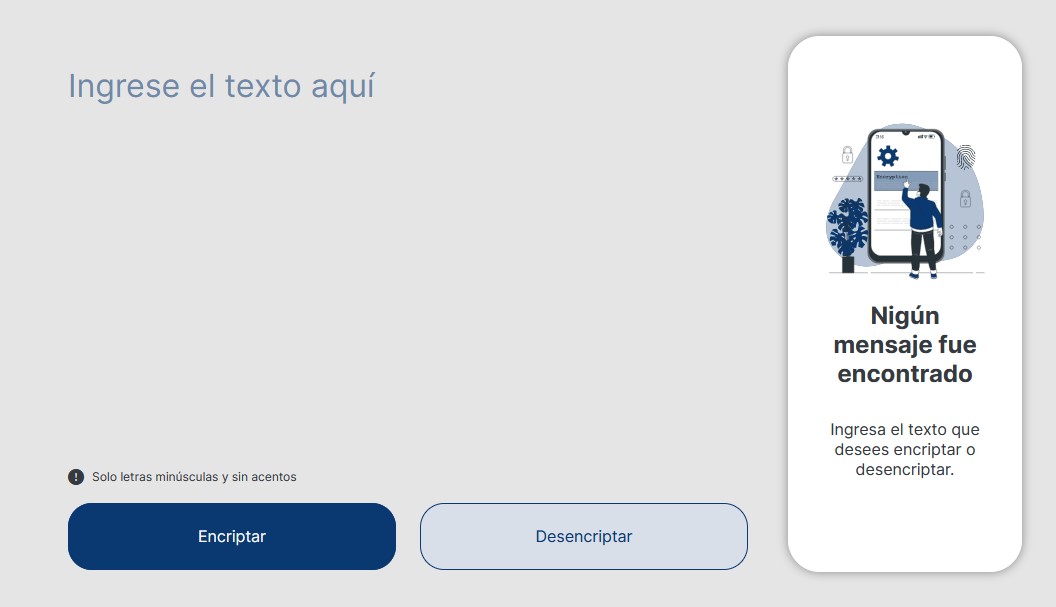 Ingrese el texto aquí
Solo letras minúsculas y sin acentos
Encriptar
Desencriptar
Nigún
mensaje fue
encontrado
Ingresa el texto que
desees encriptar o
desencriptar.